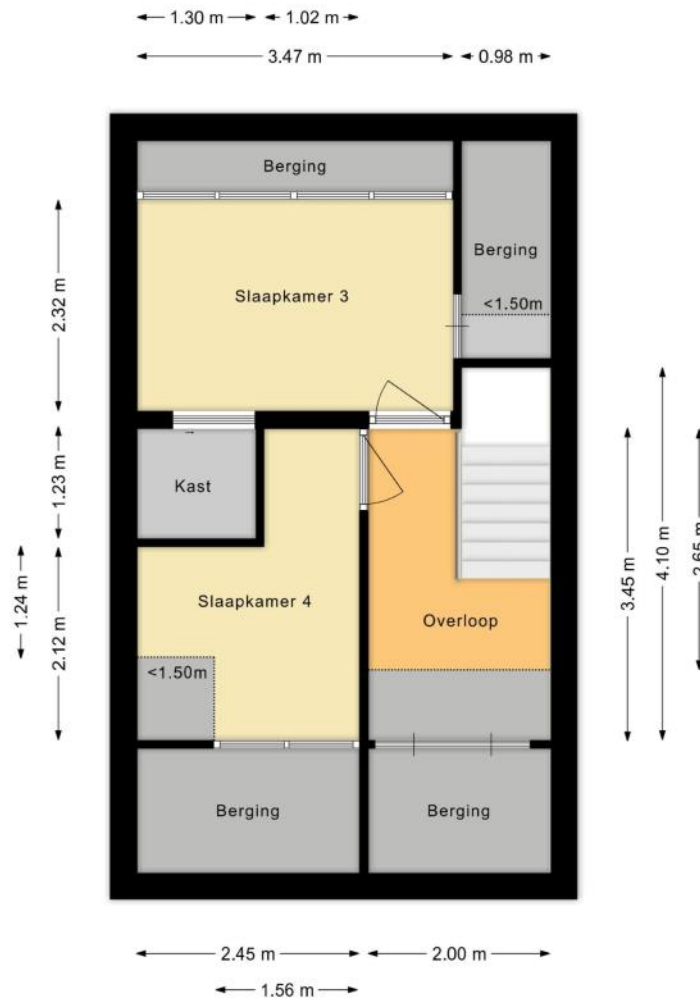 1.30 m
1.02 m
3.47 m
0.98 m
Berging
Berging
Slaapkamer 3
<1.50m
2.32 m
Kast
1.23 m
Slaapkamer 4
Overloop
1.24 m
2.12 m
<1.50m
3.45 m
4.10 m
2.65 m
Berging
Berging
2.45 m
2.00 m
1.56 m